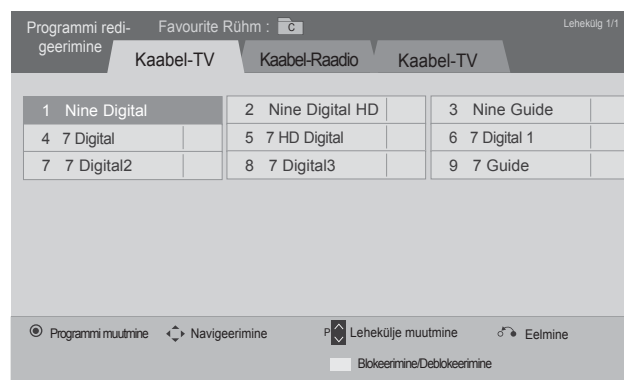 Programmi redi-geerimine
Favourite Rühm : C
Lehekülg 1/1
Kaabel-TV Kaabel-Raadio Kaabel-TV
1 Nine Digital 2 Nine Digital HD 3 Nine Guide
4 7 Digital 5 7 HD Digital 6 7 Digital 1
7 7 Digital2 8 7 Digital3 9 7 Guide
Programmi muutmine Navigeerimine P Lehekülje muutmine Eelmine
Blokeerimine/Deblokeerimine